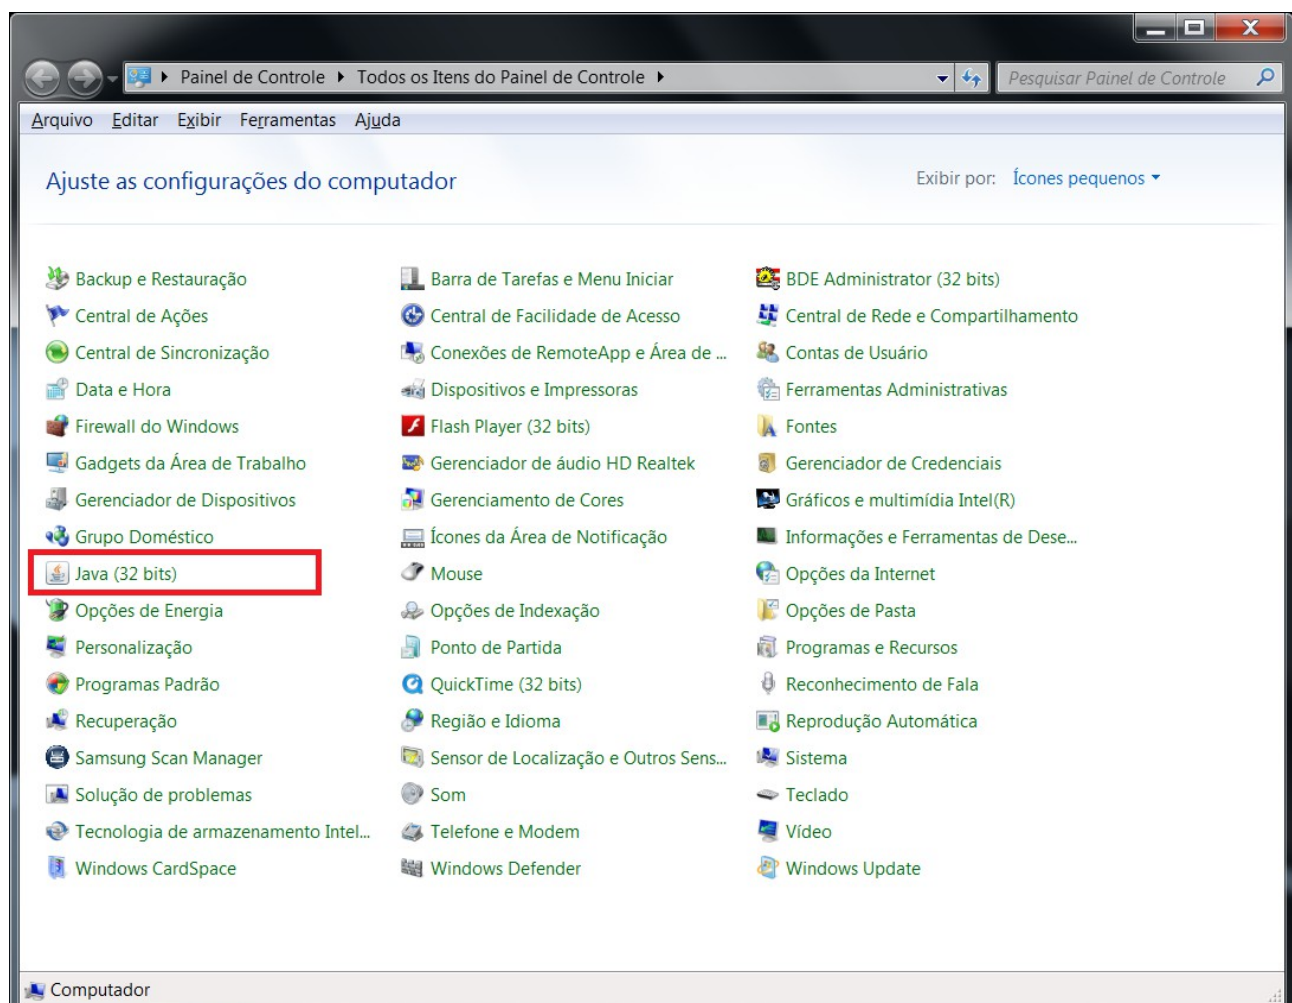 Painel de Controle Todos os Itens do Painel de Controle Pesquisar Painel de Controle
Arquivo Editar Exibir Ferramentas Ajuda
Ajuste as configurações do computador Exibir por: Ícones pequenos
Backup e Restauração Barra de Tarefas e Menu Iniciar BDE Administrator (32 bits)
Central de Ações Central de Facilidade de Acesso Central de Rede e Compartilhamento
Central de Sincronização Conexões de RemoteApp e Área de ... Contas de Usuário
Data e Hora Dispositivos e Impressoras Ferramentas Administrativas
Firewall do Windows Flash Player (32 bits) Fontes
Gadgets da Área de Trabalho Gerenciador de áudio HD Realtek Gerenciador de Credenciais
Gerenciador de Dispositivos Gerenciamento de Cores Gráficos e multimídia Intel(R)
Grupo Doméstico Ícones da Área de Notificação Informações e Ferramentas de Dese...
Java (32 bits) Mouse Opções da Internet
Opções de Energia Opções de Indexação Opções de Pasta
Personalização Ponto de Partida Programas e Recursos
Programas Padrão QuickTime (32 bits) Reconhecimento de Fala
Recuperação Região e Idioma Reprodução Automática
Samsung Scan Manager Sensor de Localização e Outros Sens... Sistema
Solução de problemas Som Teclado
Tecnologia de armazenamento Intel... Telefone e Modem Vídeo
Windows CardSpace Windows Defender Windows Update
Computador